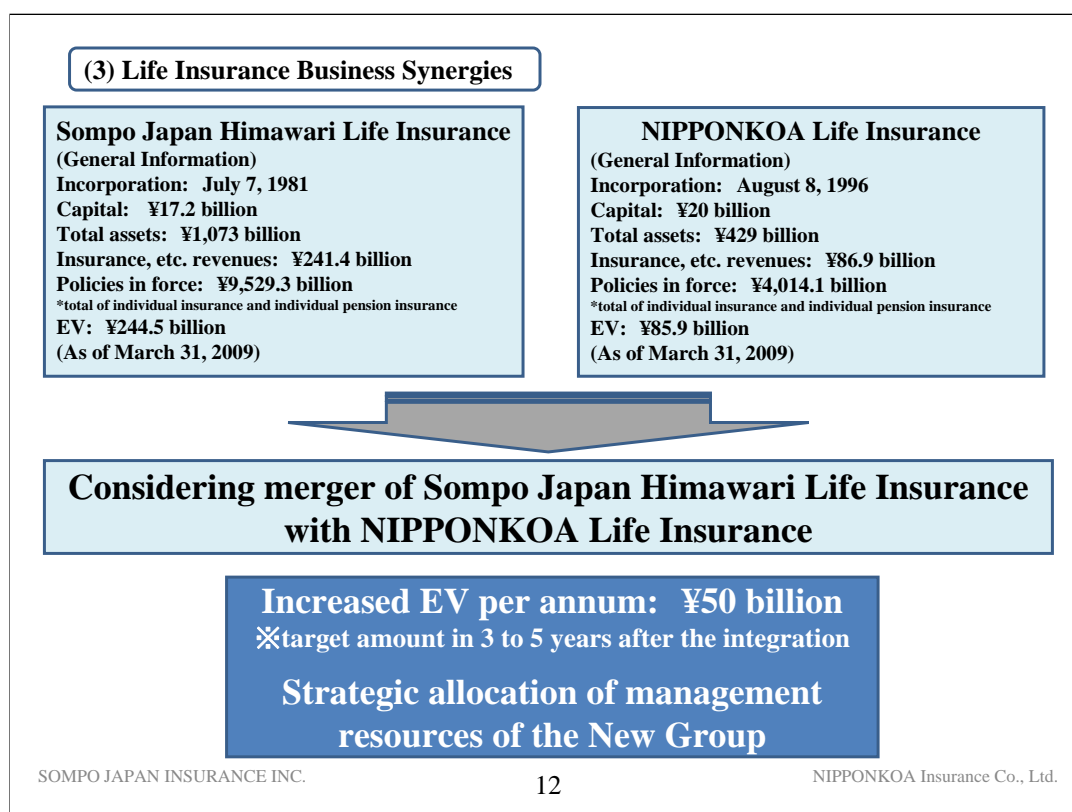 (3) Life Insurance Business Synergies
Sompo Japan Himawari Life Insurance
(General Information)
Incorporation: July 7, 1981
Capital: ¥17.2 billion
Total assets: ¥1,073 billion
Insurance, etc. revenues: ¥241.4 billion
Policies in force: ¥9,529.3 billion
*total of individual insurance and individual pension insurance
EV: ¥244.5 billion
(As of March 31, 2009)
NIPPONKOA Life Insurance
(General Information)
Incorporation: August 8, 1996
Capital: ¥20 billion
Total assets: ¥429 billion
Insurance, etc. revenues: ¥86.9 billion
Policies in force: ¥4,014.1 billion
*total of individual insurance and individual pension insurance
EV: ¥85.9 billion
(As of March 31, 2009)
Considering merger of Sompo Japan Himawari Life Insurance
with NIPPONKOA Life Insurance
Increased EV per annum: ¥50 billion
※target amount in 3 to 5 years after the integration
Strategic allocation of management
resources of the New Group
SOMPO JAPAN INSURANCE INC.
12
NIPPONKOA Insurance Co., Ltd.